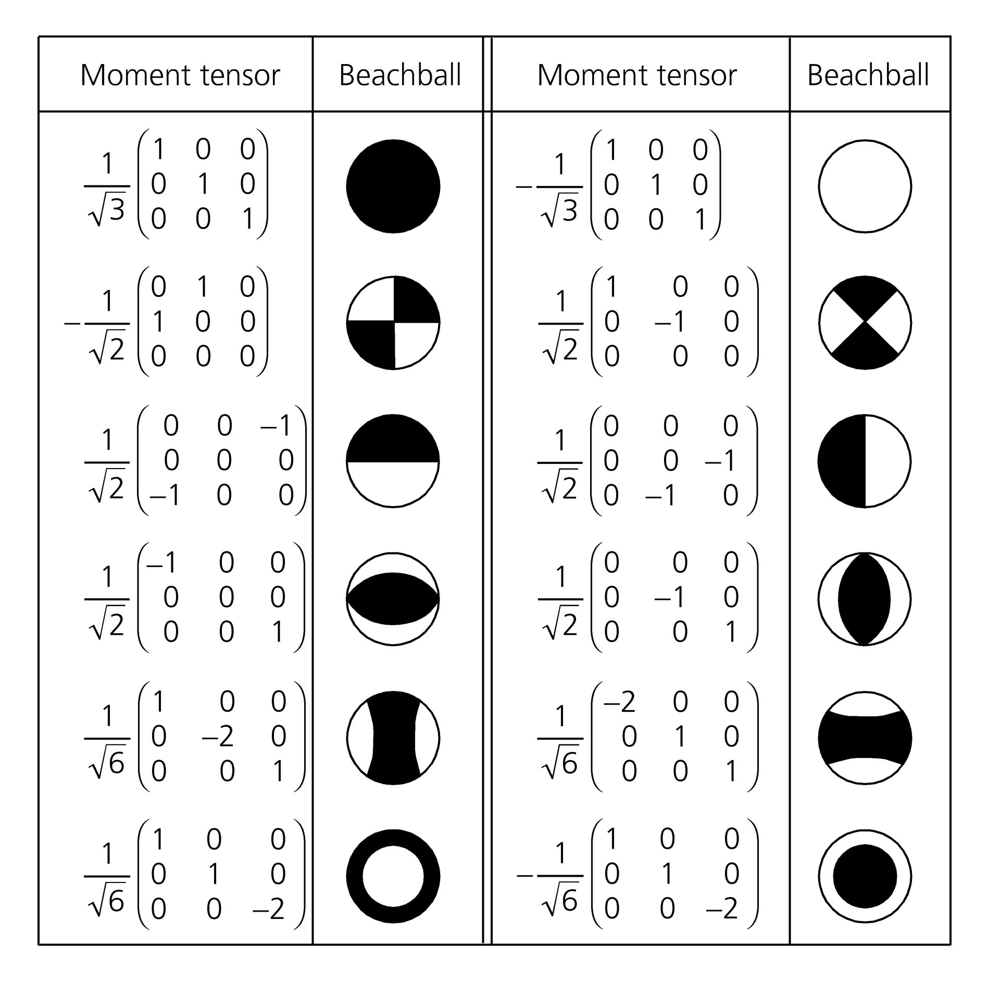 Moment tensor Beachball Moment tensor Beachball
1/√3 (1 0 0
0 1 0
0 0 1)
−1/√3 (1 0 0
0 1 0
0 0 1)
−1/√2 (0 1 0
1 0 0
0 0 0)
1/√2 (1 0 0
0 −1 0
0 0 0)
1/√2 (0 0 −1
0 0 0
−1 0 0)
1/√2 (0 0 0
0 0 −1
0 −1 0)
1/√2 (−1 0 0
0 0 0
0 0 1)
1/√2 (0 0 0
0 −1 0
0 0 1)
1/√6 (1 0 0
0 −2 0
0 0 1)
1/√6 (−2 0 0
0 1 0
0 0 1)
1/√6 (1 0 0
0 1 0
0 0 −2)
−1/√6 (1 0 0
0 1 0
0 0 −2)